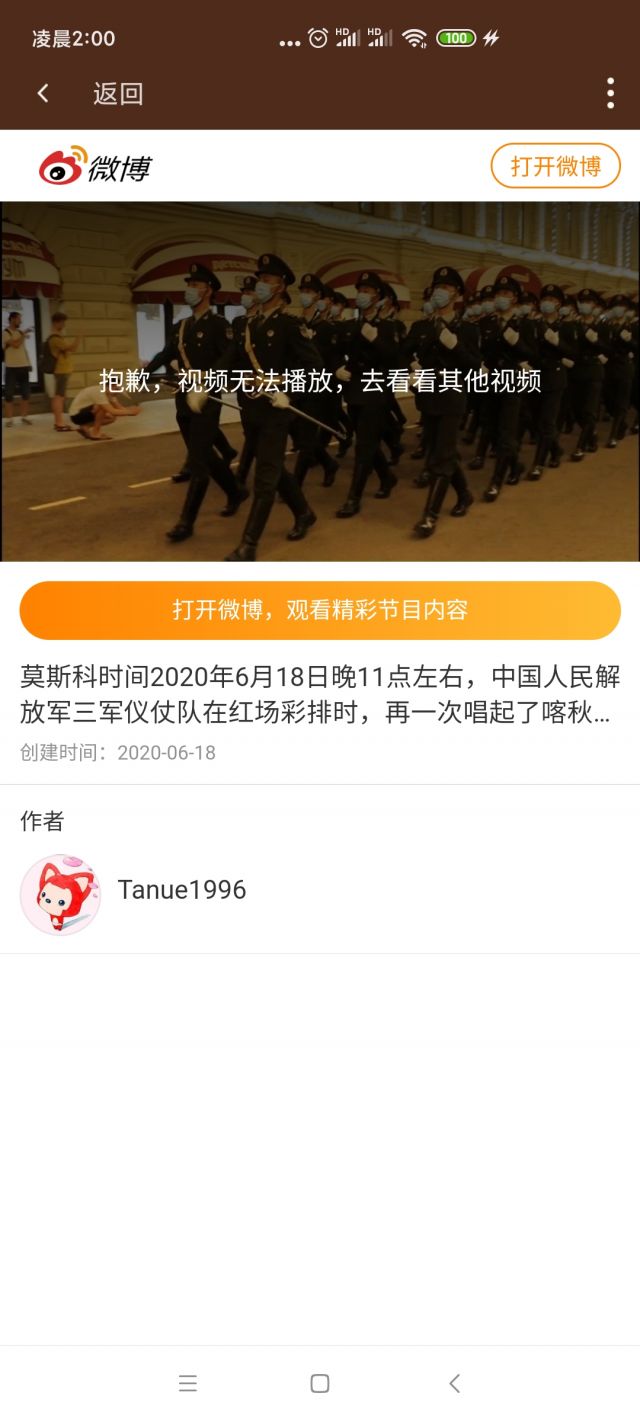 凌晨2:00
HD
HD
100
返回
微博
打开微博
抱歉，视频无法播放，去看看其他视频
打开微博，观看精彩节目内容
莫斯科时间2020年6月18日晚11点左右，中国人民解
放军三军仪仗队在红场彩排时，再一次唱起了喀秋...
创建时间：2020-06-18
作者
Tanue1996